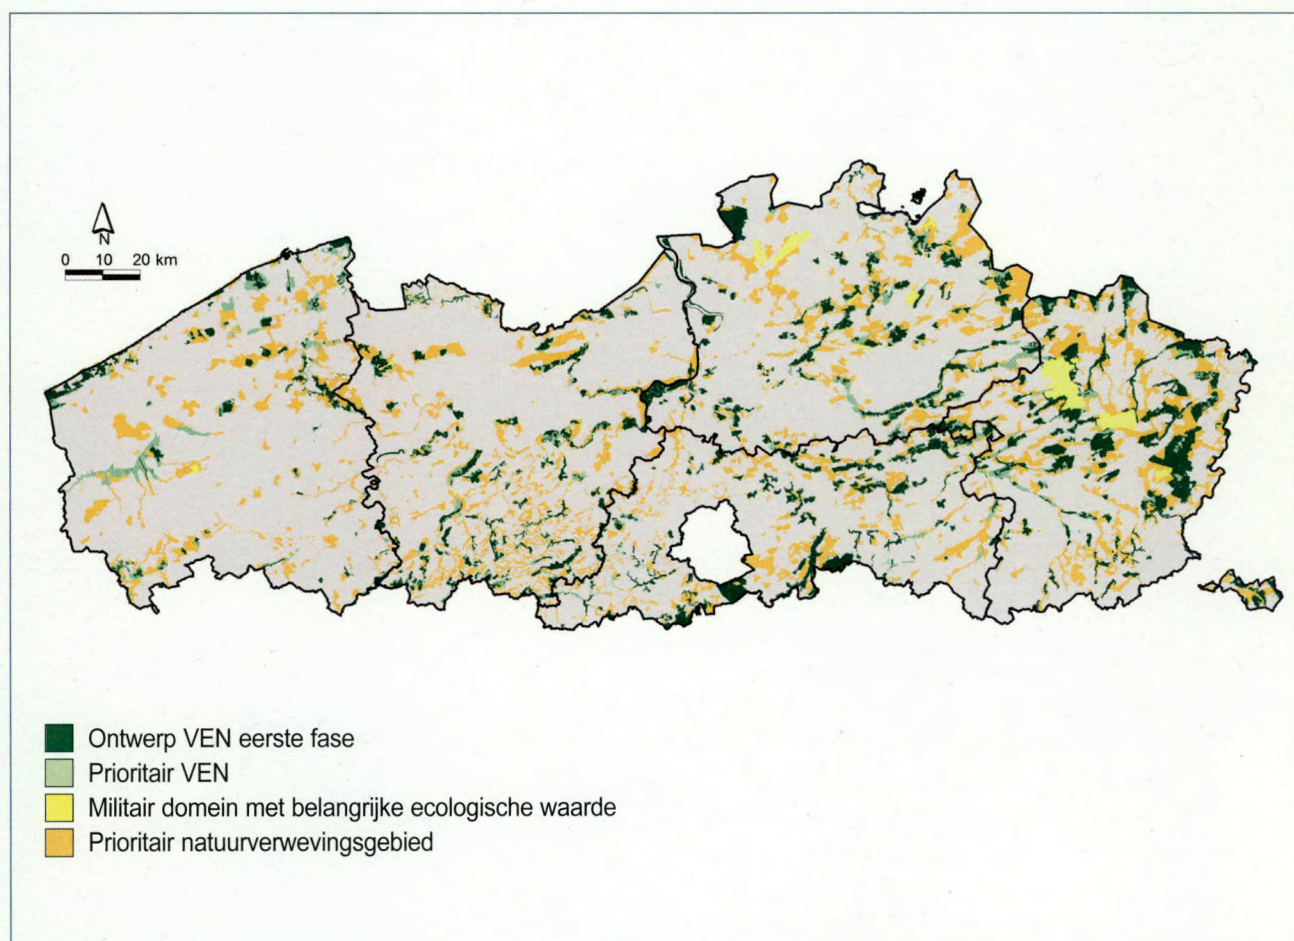 N
0 10 20 km
Ontwerp VEN eerste fase
Prioritair VEN
Militair domein met belangrijke ecologische waarde
Prioritair natuurverwevingsgebied